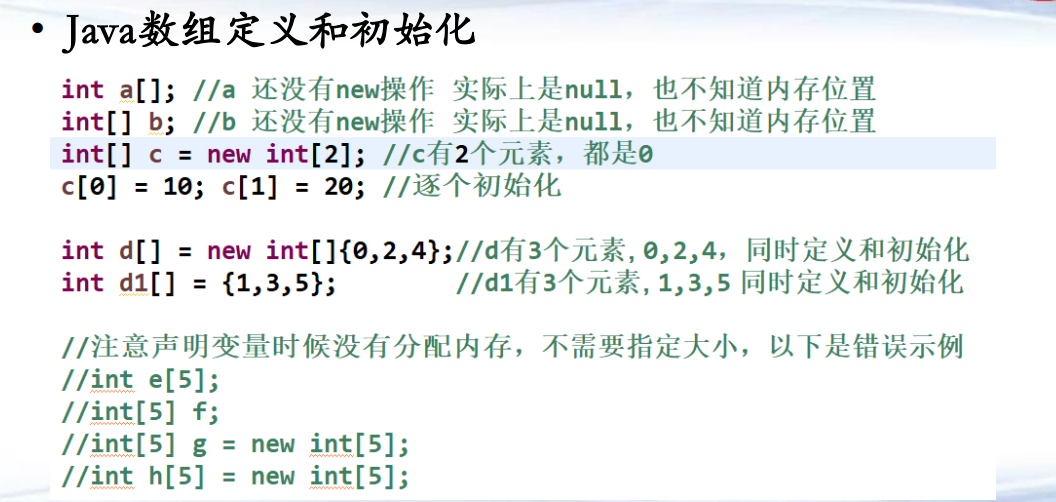 • Java数组定义和初始化
int a[]; //a 还没有new操作 实际上是null，也不知道内存位置
int[] b; //b 还没有new操作 实际上是null，也不知道内存位置
int[] c = new int[2]; //c有2个元素，都是0
c[0] = 10; c[1] = 20; //逐个初始化
int d[] = new int[]{0,2,4};//d有3个元素,0,2,4，同时定义和初始化
int d1[] = {1,3,5}; //d1有3个元素,1,3,5 同时定义和初始化
//注意声明变量时候没有分配内存，不需要指定大小，以下是错误示例
//int e[5];
//int[5] f;
//int[5] g = new int[5];
//int h[5] = new int[5];